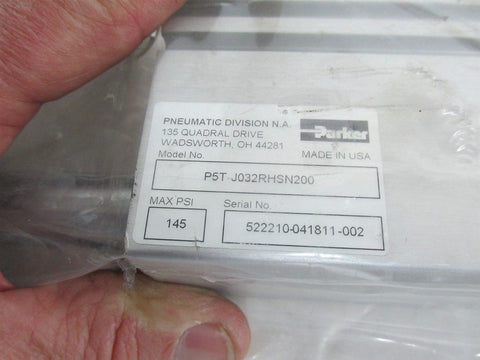 PNEUMATIC DIVISION N.A.
135 QUADRAL DRIVE
WADSWORTH, OH 44281
Parker
Model No.
MADE IN USA
P5T-J032RHSN200
MAX PSI
Serial No.
145
522210-041811-002